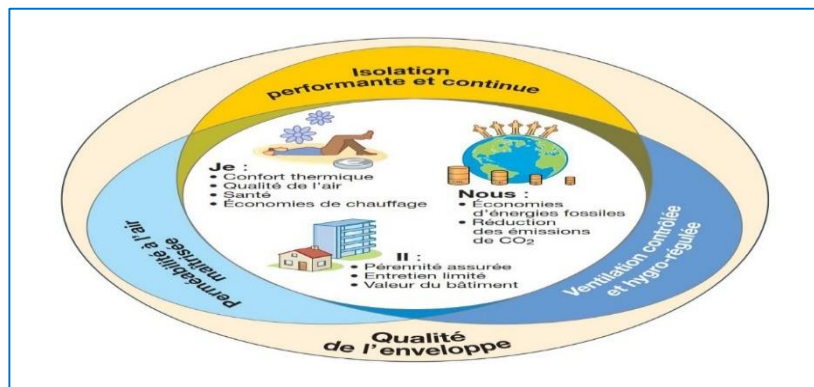 Isolation
performante et continue
Je :
• Confort thermique
• Qualité de l'air
• Santé
• Économies de chauffage
Nous :
• Économies
d'énergies fossiles
• Réduction
des émissions
de CO₂
Il :
• Pérennité assurée
• Entretien limité
• Valeur du bâtiment
Perméabilité à l'air
maîtrisée
Ventilation contrôlée
et hygro-régulée
Qualité
de l'enveloppe